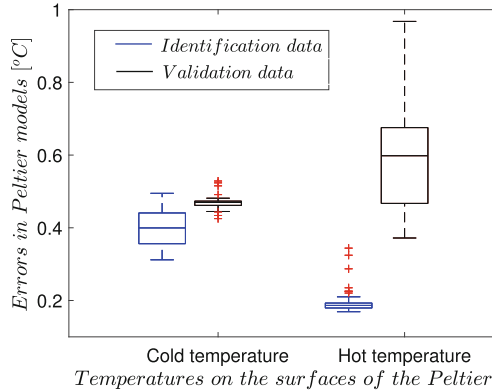 Errors in Peltier models [°C]
1
0.8
0.6
0.4
0.2
Identification data
Validation data
Cold temperature Hot temperature
Temperatures on the surfaces of the Peltier